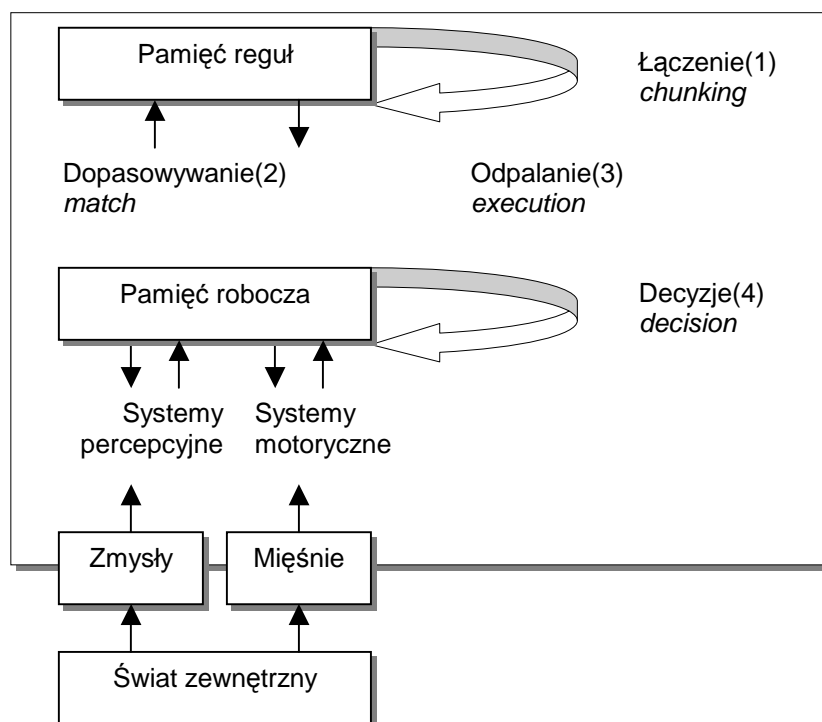 Pamięć reguł
Łączenie(1)
chunking
Dopasowywanie(2)
match
Odpalanie(3)
execution
Pamięć robocza
Decyzje(4)
decision
Systemy
percepcyjne
Systemy
motoryczne
Zmysły
Mięśnie
Świat zewnętrzny